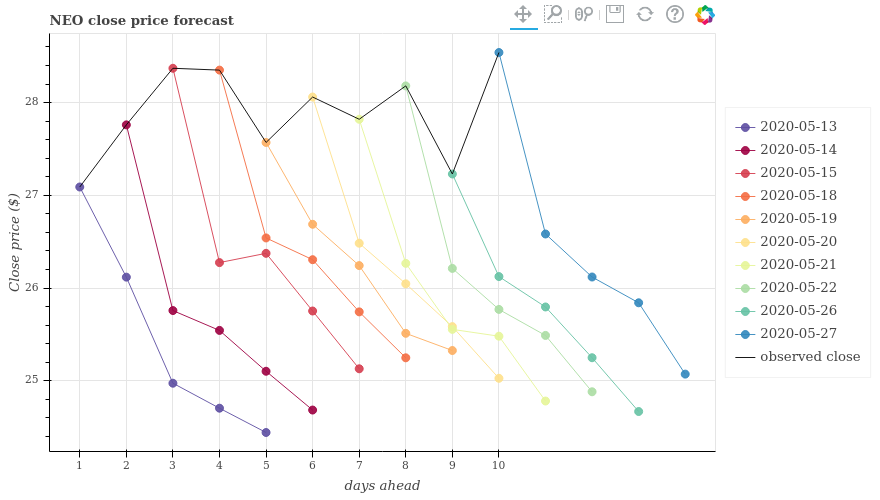 NEO close price forecast
Close price ($)
28
27
26
25
1 2 3 4 5 6 7 8 9 10
days ahead
2020-05-13
2020-05-14
2020-05-15
2020-05-18
2020-05-19
2020-05-20
2020-05-21
2020-05-22
2020-05-26
2020-05-27
observed close